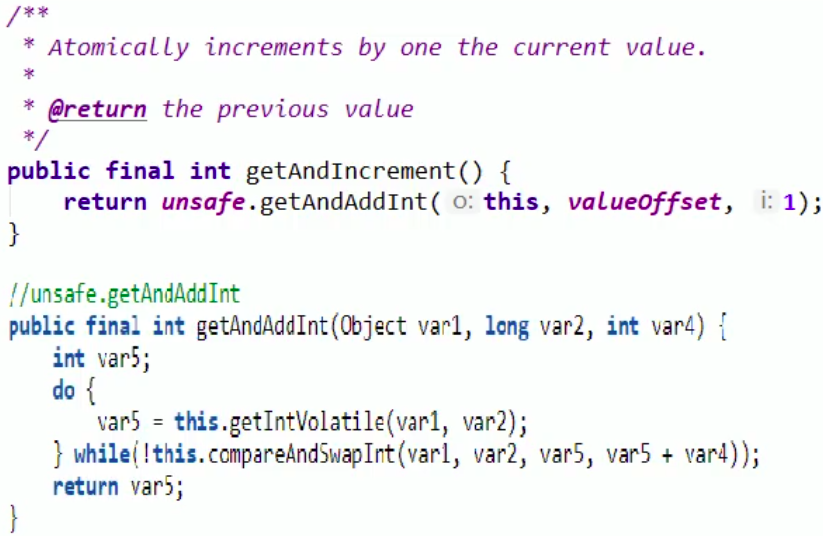 /**
 * Atomically increments by one the current value.
 *
 * @return the previous value
 */
public final int getAndIncrement() {
    return unsafe.getAndAddInt( o: this, valueOffset, i: 1);
}
//unsafe.getAndAddInt
public final int getAndAddInt(Object var1, long var2, int var4) {
    int var5;
    do {
        var5 = this.getIntVolatile(var1, var2);
    } while(!this.compareAndSwapInt(var1, var2, var5, var5 + var4));
    return var5;
}